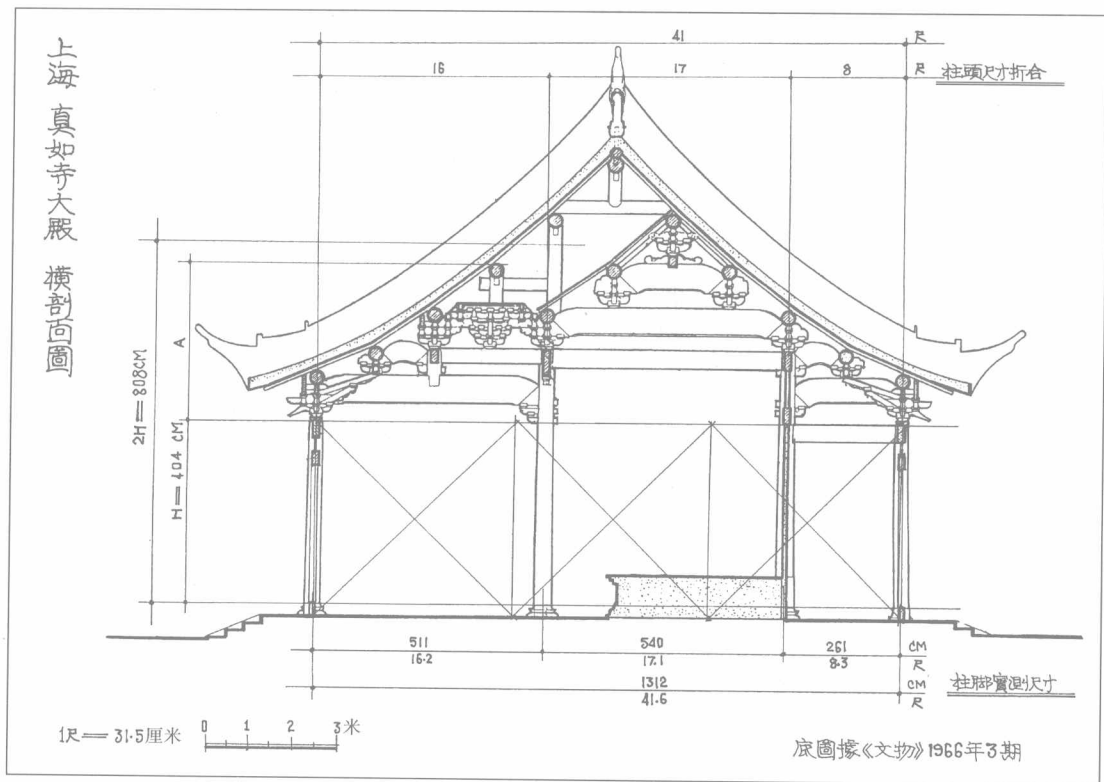 上海 真如寺大殿 橫剖面圖
41 尺
16 17 8 尺 柱頭尺寸折合
A
2H=808CM
H=404 CM
511 540 261 CM
16.2 17.1 8.3 尺
1312 CM
41.6 尺
柱脚實測尺寸
1尺=31.5厘米 0 1 2 3米
底圖據《文物》1966年3期